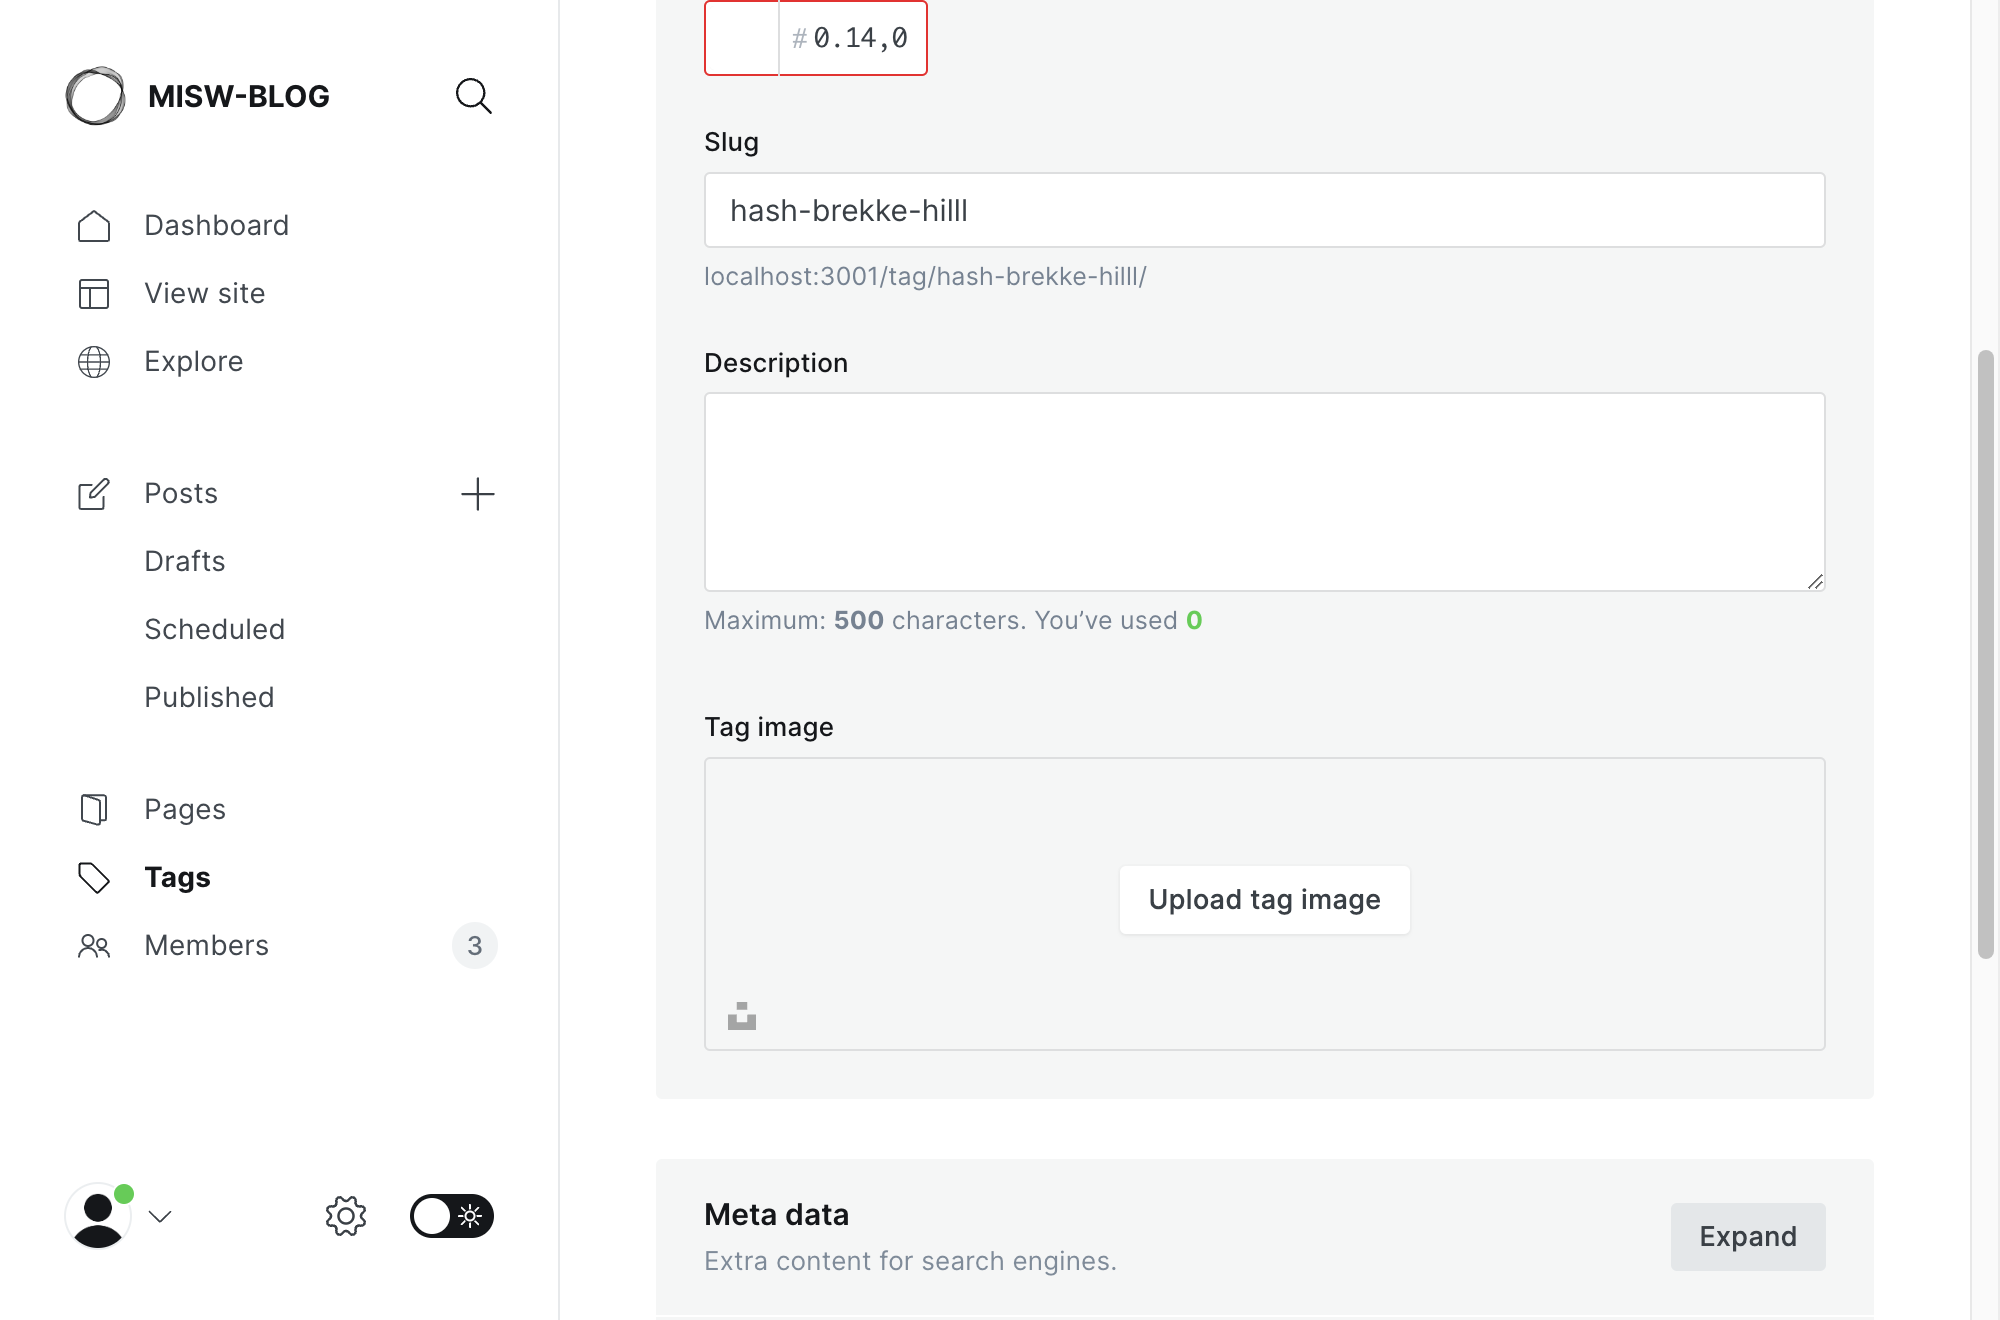 MISW-BLOG
Dashboard
View site
Explore
Posts
Drafts
Scheduled
Published
Pages
Tags
Members
3
#0.14,0
Slug
hash-brekke-hilll
localhost:3001/tag/hash-brekke-hilll/
Description
Maximum: 500 characters. You’ve used 0
Tag image
Upload tag image
Meta data
Extra content for search engines.
Expand